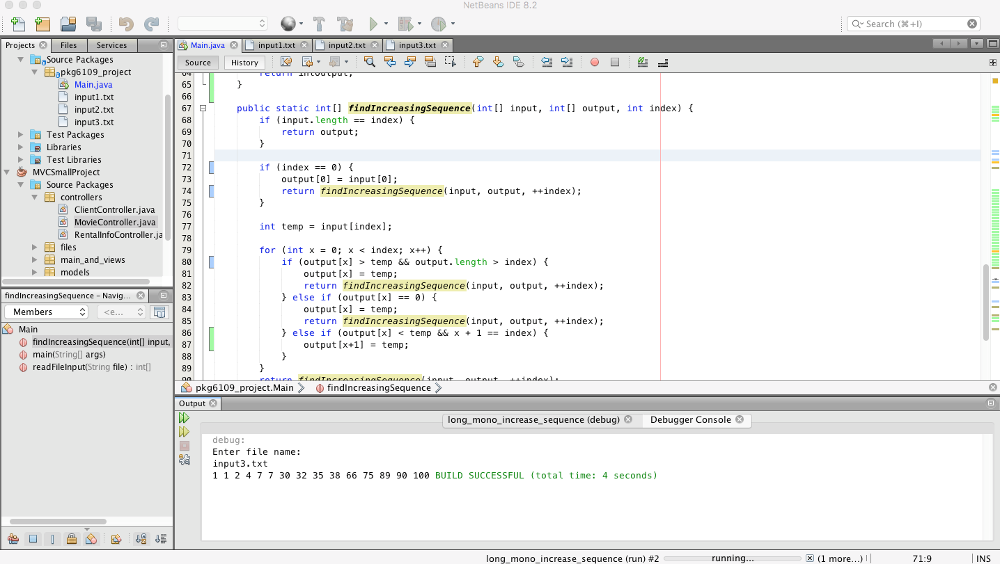 NetBeans IDE 8.2
Search (⌘+I)
Projects Files Services
Source Packages
pkg6109_project
Main.java
input1.txt
input2.txt
input3.txt
Test Packages
Libraries
Test Libraries
MVCSmallProject
Source Packages
controllers
ClientController.java
MovieController.java
RentalInfoController.ja
files
main_and_views
models
findIncreasingSequence – Navig...
Members <e...
Main
findIncreasingSequence(int[] input,
main(String[] args)
readFileInput(String file) : int[]
Main.java input1.txt input2.txt input3.txt
Source History
64 return intOutput;
65 }
66
67 public static int[] findIncreasingSequence(int[] input, int[] output, int index) {
68 if (input.length == index) {
69 return output;
70 }
71
72 if (index == 0) {
73 output[0] = input[0];
74 return findIncreasingSequence(input, output, ++index);
75 }
76
77 int temp = input[index];
78
79 for (int x = 0; x < index; x++) {
80 if (output[x] > temp && output.length > index) {
81 output[x] = temp;
82 return findIncreasingSequence(input, output, ++index);
83 } else if (output[x] == 0) {
84 output[x] = temp;
85 return findIncreasingSequence(input, output, ++index);
86 } else if (output[x] < temp && x + 1 == index) {
87 output[x+1] = temp;
88 }
89 }
90 return findIncreasingSequence(input, output, ++index);
pkg6109_project.Main findIncreasingSequence
Output
long_mono_increase_sequence (debug) Debugger Console
debug:
Enter file name:
input3.txt
1 1 2 4 7 7 30 32 35 38 66 75 89 90 100 BUILD SUCCESSFUL (total time: 4 seconds)
long_mono_increase_sequence (run) #2 running... (1 more...) 71:9 INS